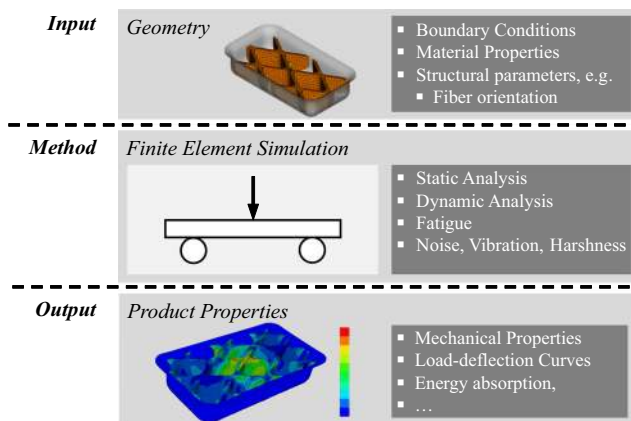 Input
Geometry
▪ Boundary Conditions
▪ Material Properties
▪ Structural parameters, e.g.
▪ Fiber orientation
Method
Finite Element Simulation
▪ Static Analysis
▪ Dynamic Analysis
▪ Fatigue
▪ Noise, Vibration, Harshness
Output
Product Properties
▪ Mechanical Properties
▪ Load-deflection Curves
▪ Energy absorption,
▪ …